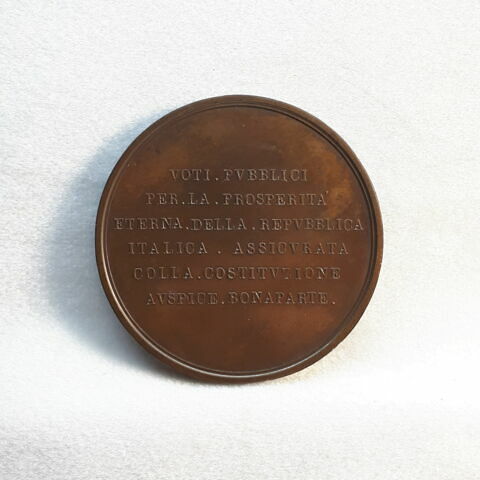 VOTI.PVBBLICI
PER.LA.PROSPERITA'
ETERNA.DELLA.REPVBBLICA
ITALICA.ASSICVRATA
COLLA.COSTITVZIONE
AVSPICE.BONAPARTE.